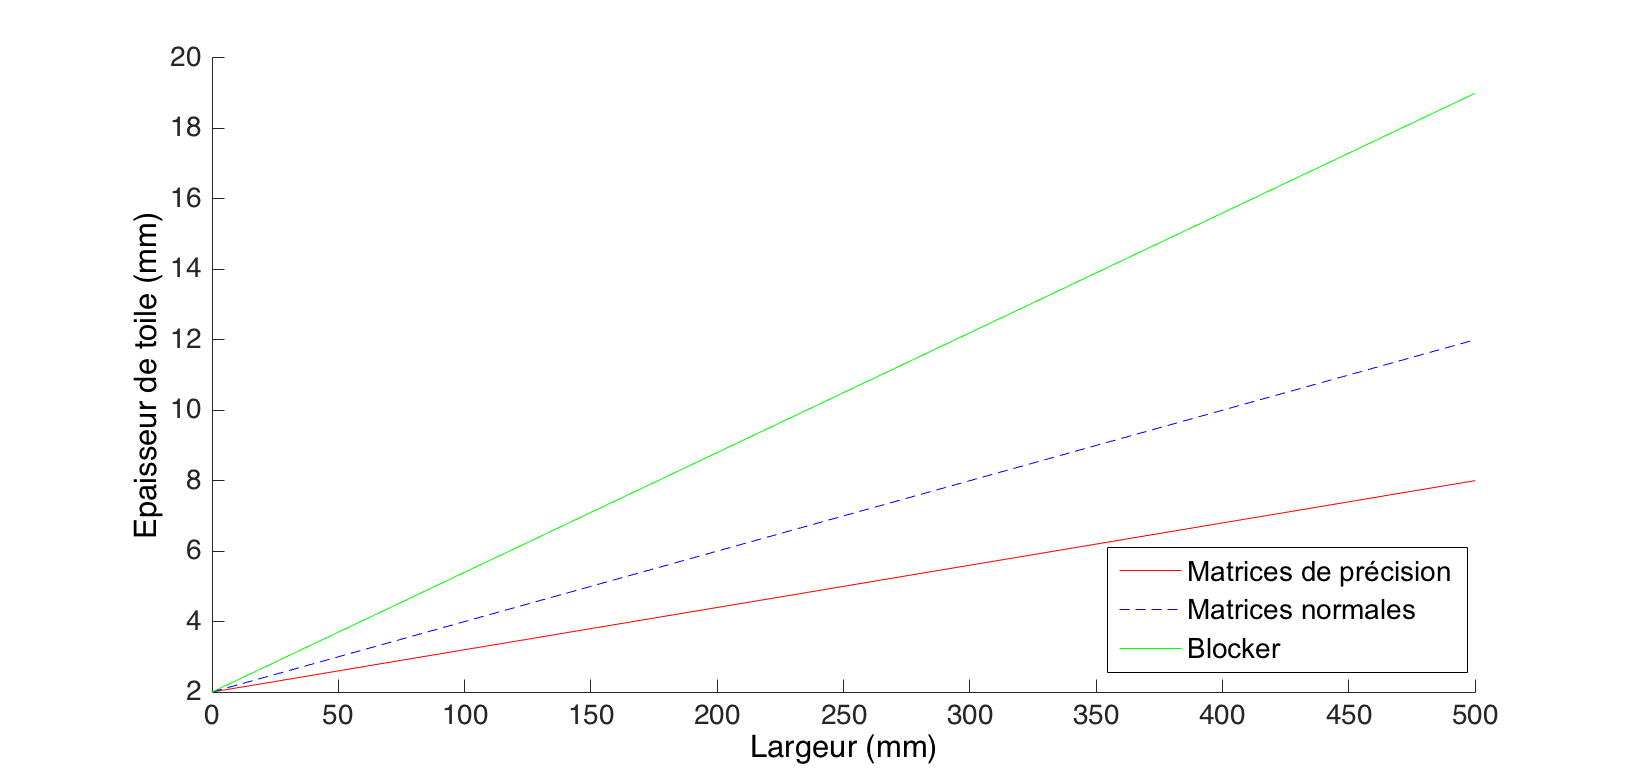 20
18
16
14
12
10
8
6
4
2
Epaisseur de toile (mm)
0 50 100 150 200 250 300 350 400 450 500
Largeur (mm)
Matrices de précision
Matrices normales
Blocker